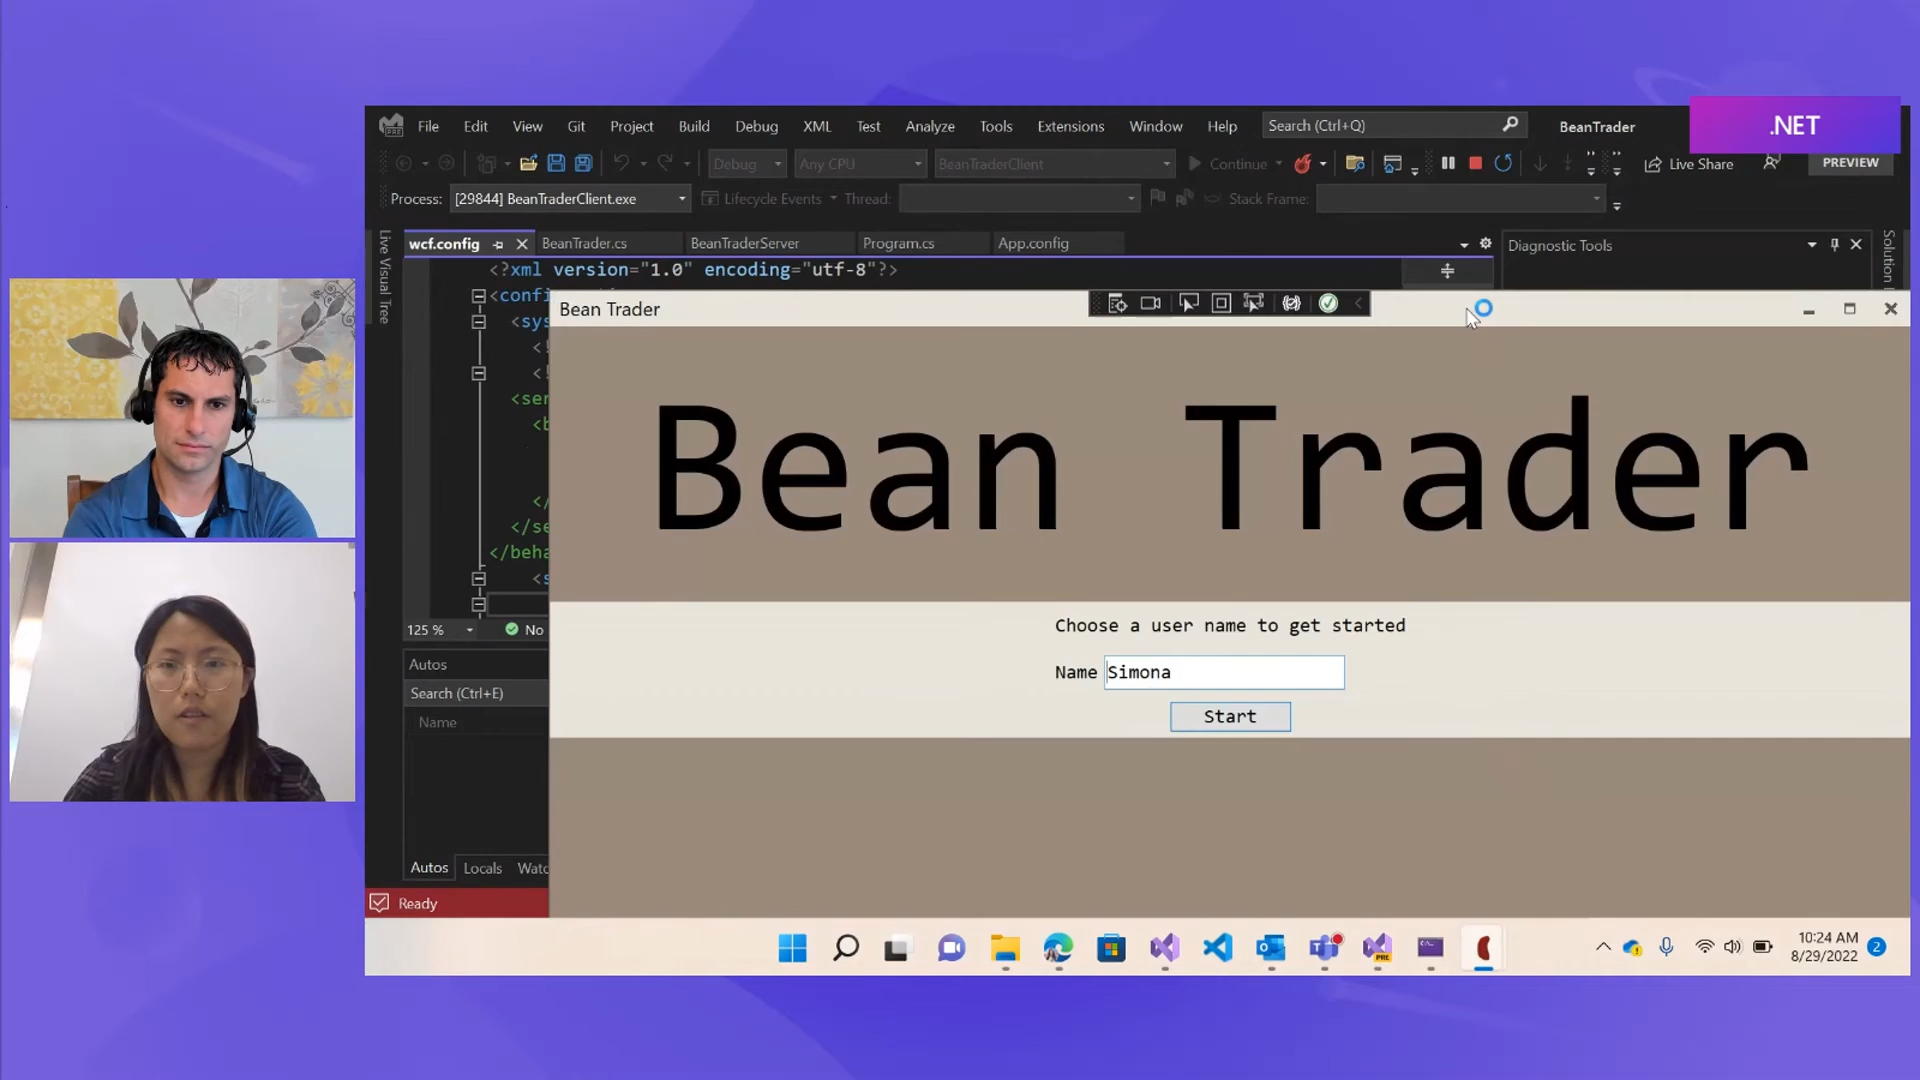 .NET
File Edit View Git Project Build Debug XML Test Analyze Tools Extensions Window Help Search (Ctrl+Q) BeanTrader
Debug Any CPU BeanTraderClient Continue Live Share PREVIEW
Process: [29844] BeanTraderClient.exe Lifecycle Events Thread: Stack Frame:
Live Visual Tree
wcf.config BeanTrader.cs BeanTraderServer Program.cs App.config
Diagnostic Tools
Solution
<?xml version="1.0" encoding="utf-8"?>
<confi
<sys
<!
<!
<ser
<b
</
</se
</beha
<s
125 % No
Bean Trader
Bean Trader
Choose a user name to get started
Name Simona
Start
Autos
Search (Ctrl+E)
Name
Autos Locals Watc
Ready
PRE
10:24 AM
8/29/2022
2